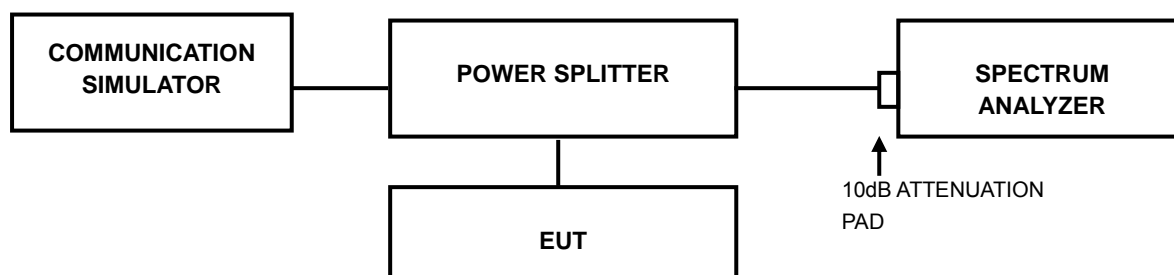 COMMUNICATION
SIMULATOR
POWER SPLITTER
SPECTRUM
ANALYZER
10dB ATTENUATION
PAD
EUT